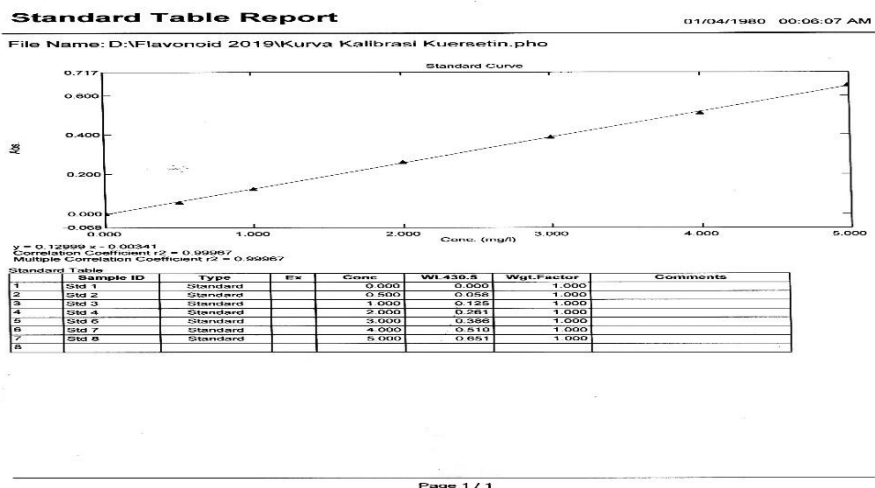 Standard Table Report
01/04/1980 00:06:07 AM
File Name: D:\Flavonoid 2019\Kurva Kalibrasi Kuersetin.pho
Standard Curve
0.717
0.600
0.400
0.200
0.000
-0.068
Abs.
0.000 1.000 2.000 3.000 4.000 5.000
Conc. (mg/l)
y = 0.12999 x - 0.00341
Correlation Coefficient r2 = 0.99967
Multiple Correlation Coefficient r2 = 0.99967
Standard Table
Sample ID Type Ex Conc WL430.5 Wgt.Factor Comments
1 Std 1 Standard 0.000 0.000 1.000
2 Std 2 Standard 0.500 0.058 1.000
3 Std 3 Standard 1.000 0.125 1.000
4 Std 4 Standard 2.000 0.261 1.000
5 Standard 3.000 0.386 1.000
6 Std 7 Standard 4.000 0.510 1.000
7 Std 8 Standard 5.000 0.651 1.000
8
Page 1 / 1